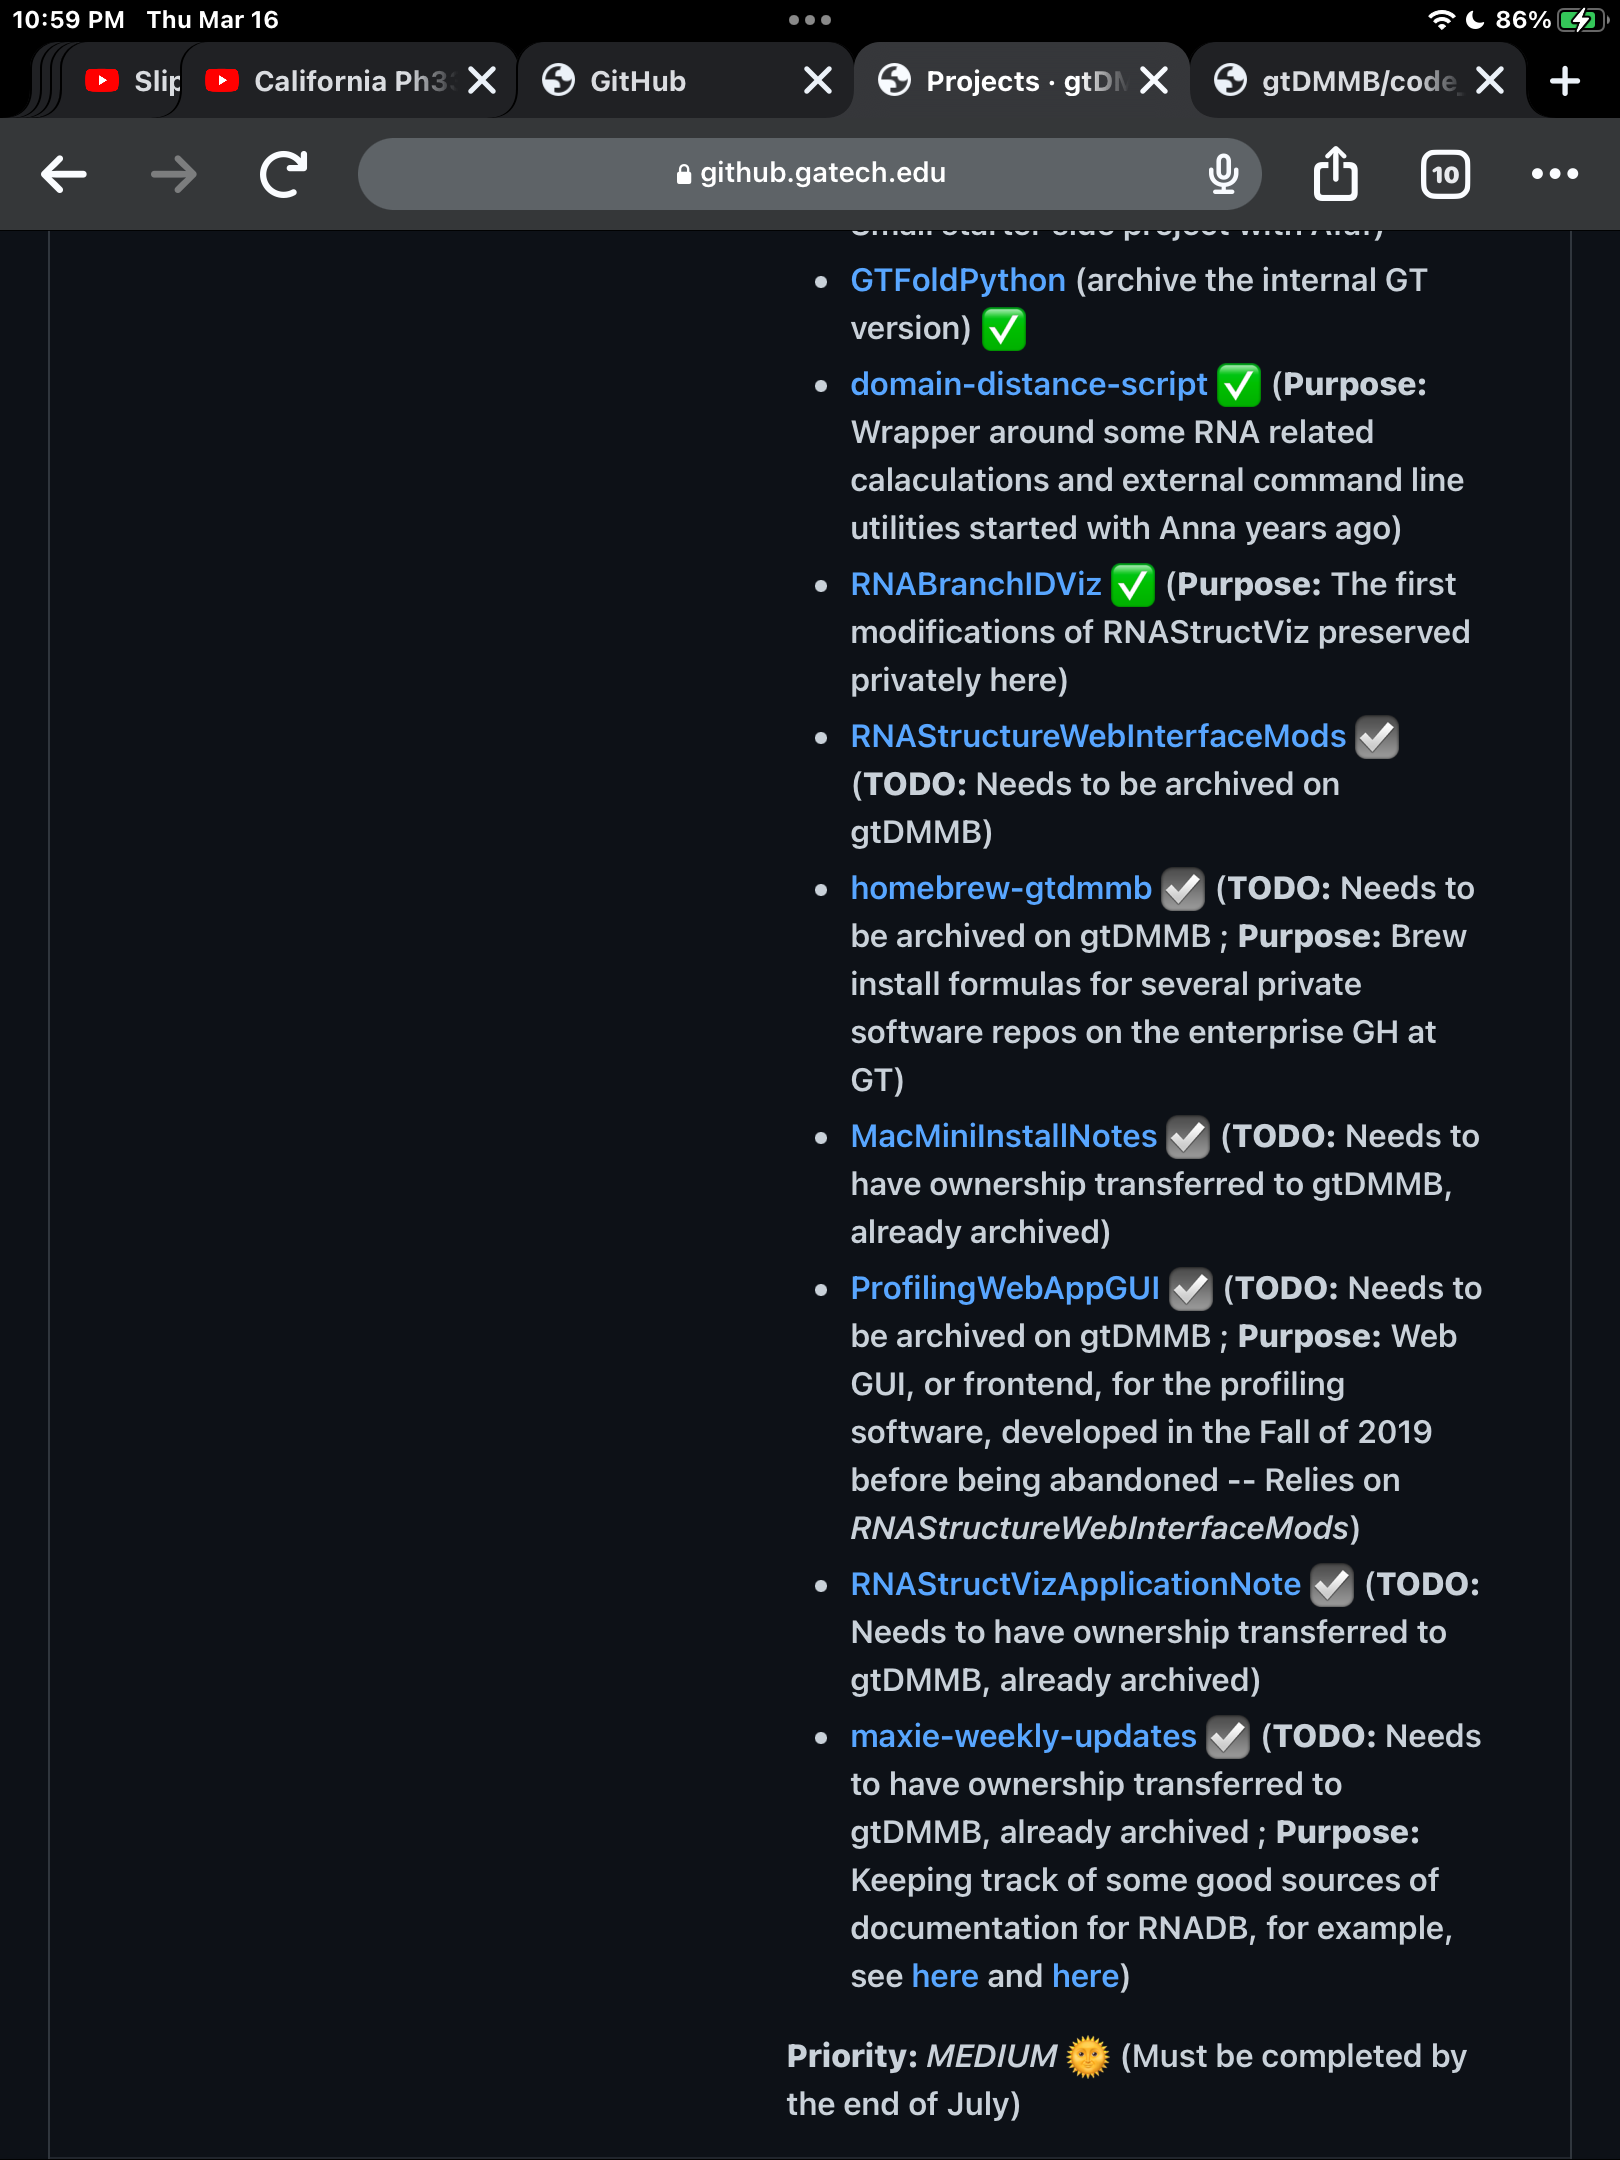 10:59 PM Thu Mar 16
86%
Slip
California Ph33
GitHub
Projects · gtDM
gtDMMB/code_
github.gatech.edu
10
Small starter side project with Afaf)
GTFoldPython (archive the internal GT
version) ✅
domain-distance-script ✅ (Purpose:
Wrapper around some RNA related
calaculations and external command line
utilities started with Anna years ago)
RNABranchIDViz ✅ (Purpose: The first
modifications of RNAStructViz preserved
privately here)
RNAStructureWebInterfaceMods ☑️
(TODO: Needs to be archived on
gtDMMB)
homebrew-gtdmmb ☑️ (TODO: Needs to
be archived on gtDMMB ; Purpose: Brew
install formulas for several private
software repos on the enterprise GH at
GT)
MacMiniInstallNotes ☑️ (TODO: Needs to
have ownership transferred to gtDMMB,
already archived)
ProfilingWebAppGUI ☑️ (TODO: Needs to
be archived on gtDMMB ; Purpose: Web
GUI, or frontend, for the profiling
software, developed in the Fall of 2019
before being abandoned -- Relies on
RNAStructureWebInterfaceMods)
RNAStructVizApplicationNote ☑️ (TODO:
Needs to have ownership transferred to
gtDMMB, already archived)
maxie-weekly-updates ☑️ (TODO: Needs
to have ownership transferred to
gtDMMB, already archived ; Purpose:
Keeping track of some good sources of
documentation for RNADB, for example,
see here and here)
Priority: MEDIUM 🌞 (Must be completed by
the end of July)